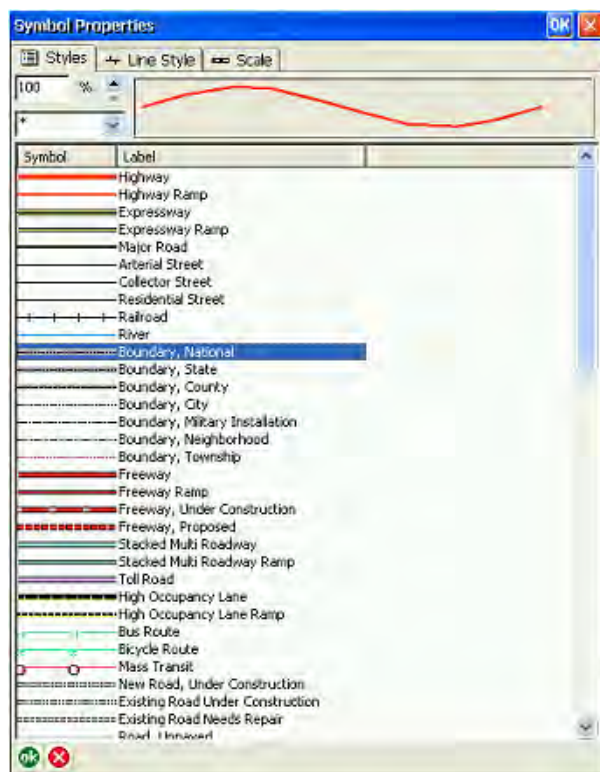 Symbol Properties OK
Styles Line Style Scale
100 %
*
Symbol Label
Highway
Highway Ramp
Expressway
Expressway Ramp
Major Road
Arterial Street
Collector Street
Residential Street
Railroad
River
Boundary, National
Boundary, State
Boundary, County
Boundary, City
Boundary, Military Installation
Boundary, Neighborhood
Boundary, Township
Freeway
Freeway Ramp
Freeway, Under Construction
Freeway, Proposed
Stacked Multi Roadway
Stacked Multi Roadway Ramp
Toll Road
High Occupancy Lane
High Occupancy Lane Ramp
Bus Route
Bicycle Route
Mass Transit
New Road, Under Construction
Existing Road Under Construction
Existing Road Needs Repair
Road, Unpaved
ok